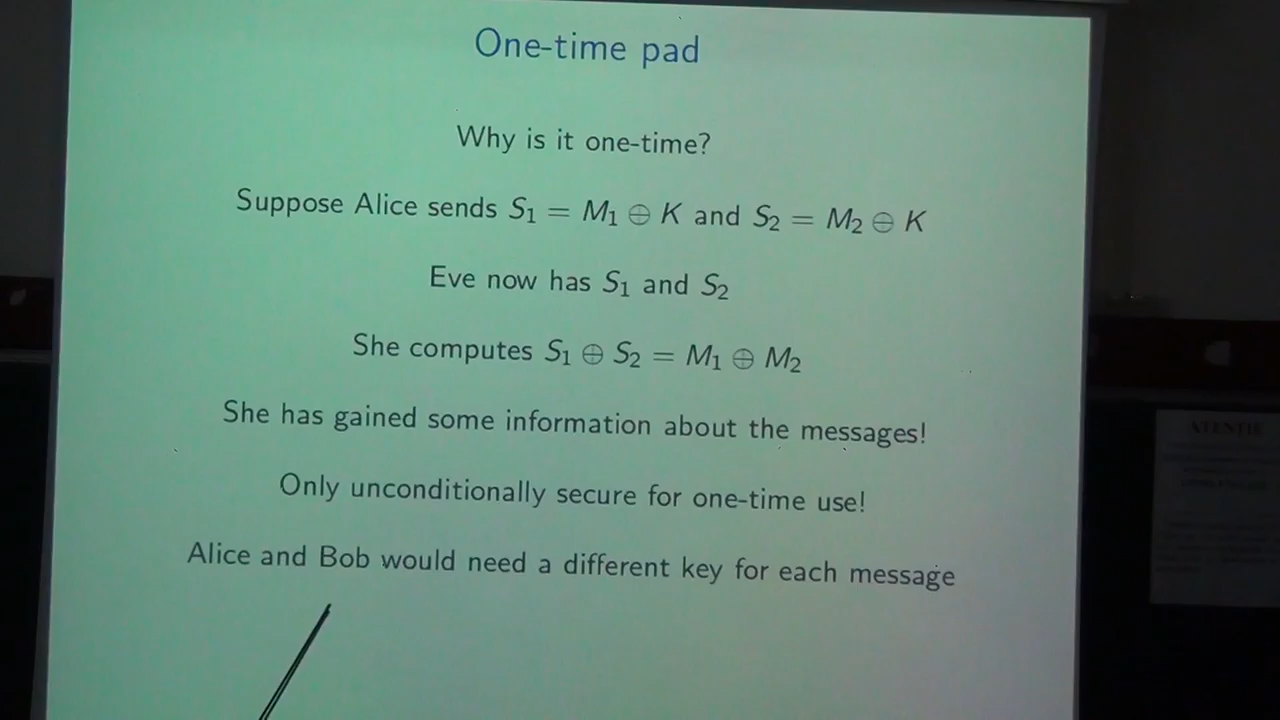 One-time pad
Why is it one-time?
Suppose Alice sends S₁ = M₁ ⊕ K and S₂ = M₂ ⊕ K
Eve now has S₁ and S₂
She computes S₁ ⊕ S₂ = M₁ ⊕ M₂
She has gained some information about the messages!
Only unconditionally secure for one-time use!
Alice and Bob would need a different key for each message
ATENȚIE